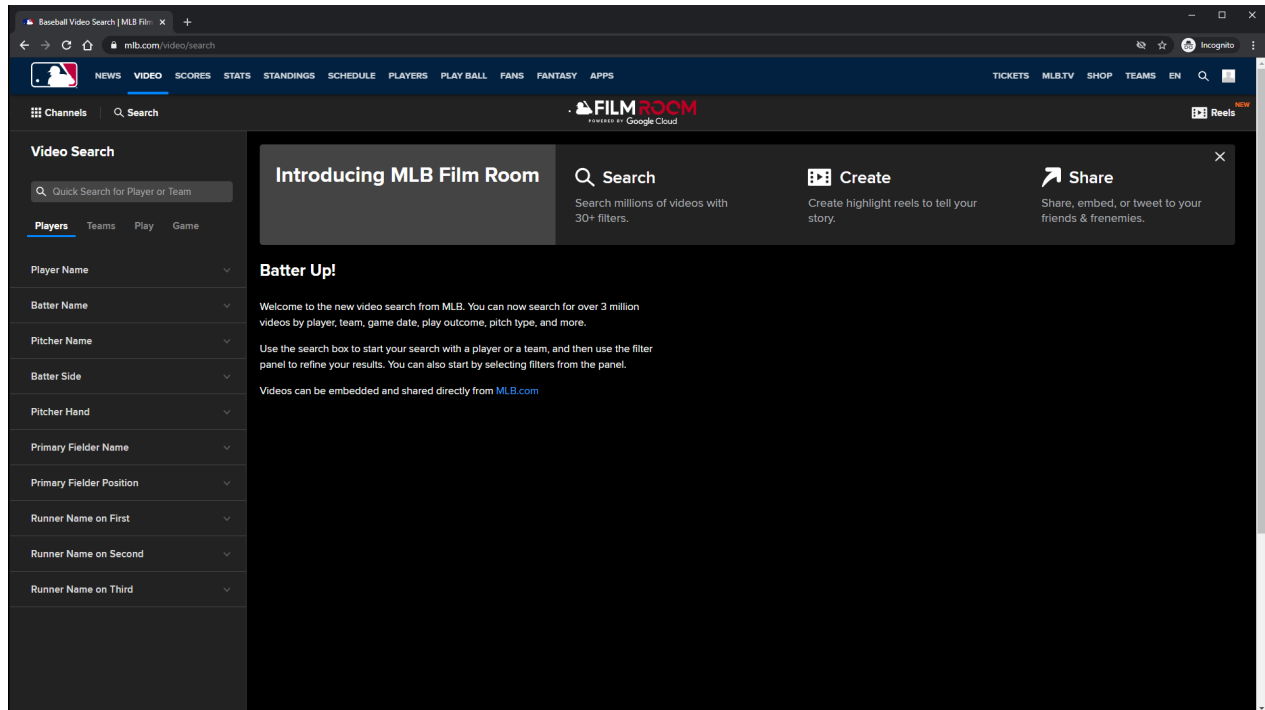 Baseball Video Search | MLB Film
mlb.com/video/search
Incognito
NEWS VIDEO SCORES STATS STANDINGS SCHEDULE PLAYERS PLAY BALL FANS FANTASY APPS
TICKETS MLB.TV SHOP TEAMS EN
Channels
Search
FILM ROOM
POWERED BY Google Cloud
Reels NEW
Video Search
Quick Search for Player or Team
Players Teams Play Game
Player Name
Batter Name
Pitcher Name
Batter Side
Pitcher Hand
Primary Fielder Name
Primary Fielder Position
Runner Name on First
Runner Name on Second
Runner Name on Third
Introducing MLB Film Room
Search
Search millions of videos with
30+ filters.
Create
Create highlight reels to tell your
story.
Share
Share, embed, or tweet to your
friends & frenemies.
Batter Up!
Welcome to the new video search from MLB. You can now search for over 3 million
videos by player, team, game date, play outcome, pitch type, and more.
Use the search box to start your search with a player or a team, and then use the filter
panel to refine your results. You can also start by selecting filters from the panel.
Videos can be embedded and shared directly from MLB.com